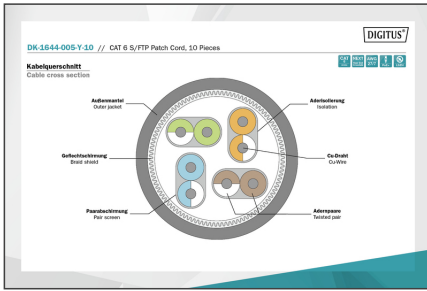 DIGITUS®
DK-1644-005-Y-10 // CAT 6 S/FTP Patch Cord, 10 Pieces
Kabelquerschnitt
Cable cross section
Außenmantel
Outer jacket
Aderisolierung
Isolation
Geflechtschirmung
Braid shield
Cu-Draht
Cu-Wire
Paarabschirmung
Pair screen
Adernpaare
Twisted pair